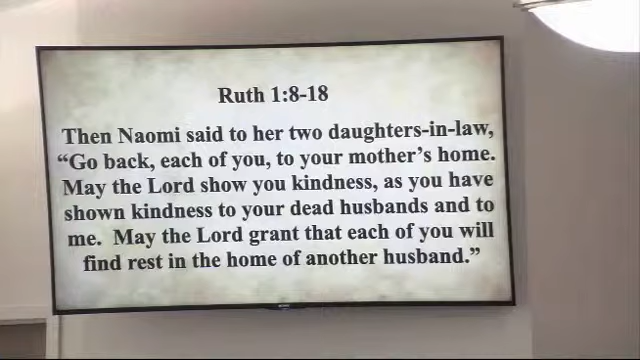 Ruth 1:8-18
Then Naomi said to her two daughters-in-law,
“Go back, each of you, to your mother’s home.
May the Lord show you kindness, as you have
shown kindness to your dead husbands and to
me.  May the Lord grant that each of you will
find rest in the home of another husband.”